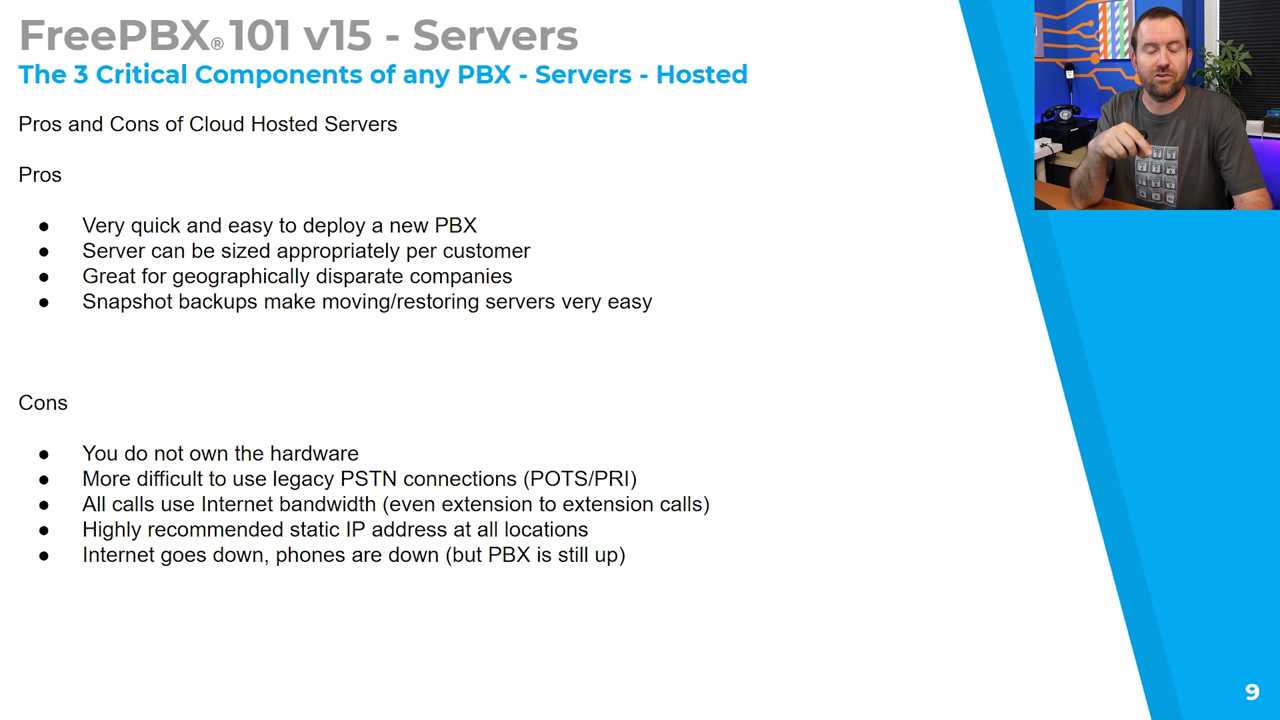 FreePBX® 101 v15 - Servers
The 3 Critical Components of any PBX - Servers - Hosted
Pros and Cons of Cloud Hosted Servers
Pros
● Very quick and easy to deploy a new PBX
● Server can be sized appropriately per customer
● Great for geographically disparate companies
● Snapshot backups make moving/restoring servers very easy
Cons
● You do not own the hardware
● More difficult to use legacy PSTN connections (POTS/PRI)
● All calls use Internet bandwidth (even extension to extension calls)
● Highly recommended static IP address at all locations
● Internet goes down, phones are down (but PBX is still up)
9